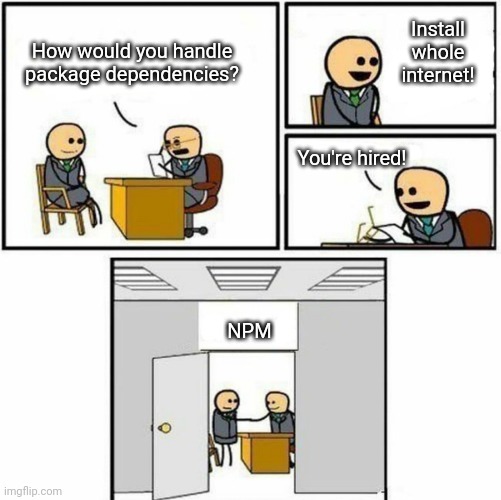 How would you handle
package dependencies?
Install
whole
internet!
You're hired!
NPM
imgflip.com